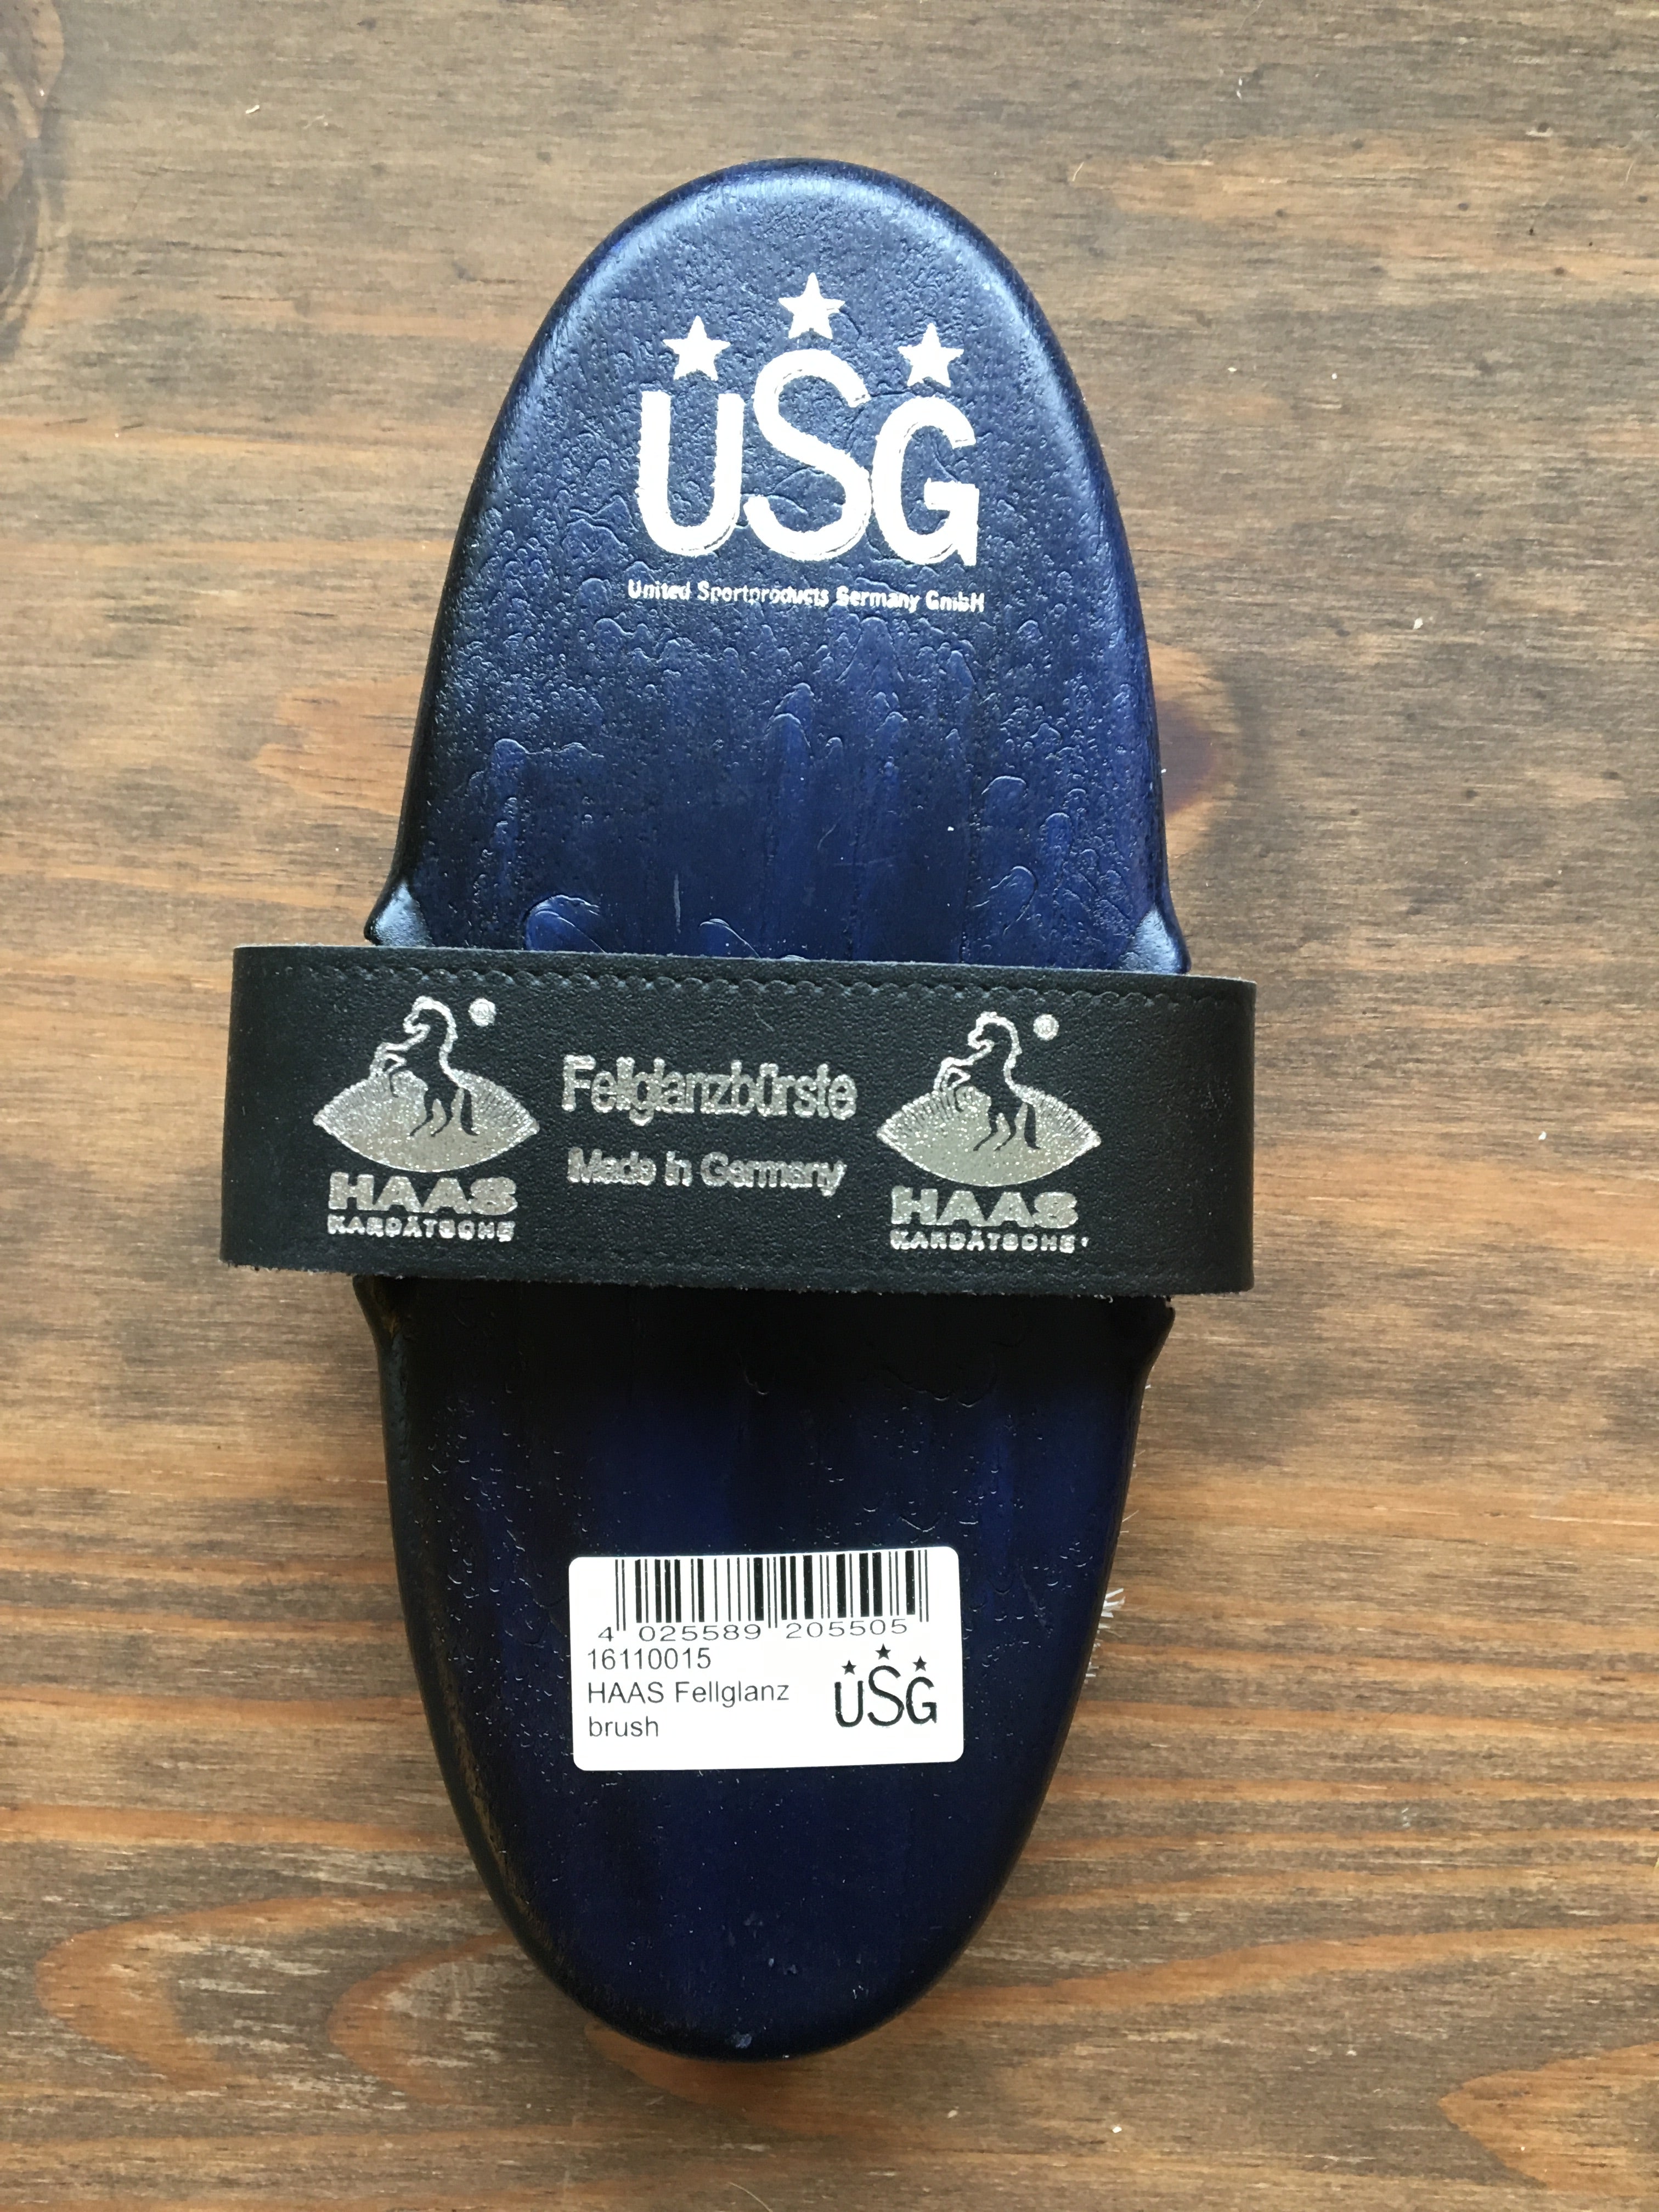 USG
United Sportproducts Germany GmbH
HAAS
KARDÄTSCHE
Fellglanzbürste
Made in Germany
®
HAAS
KARDÄTSCHE
4 025589 205505
16110015
HAAS Fellglanz
brush
USG